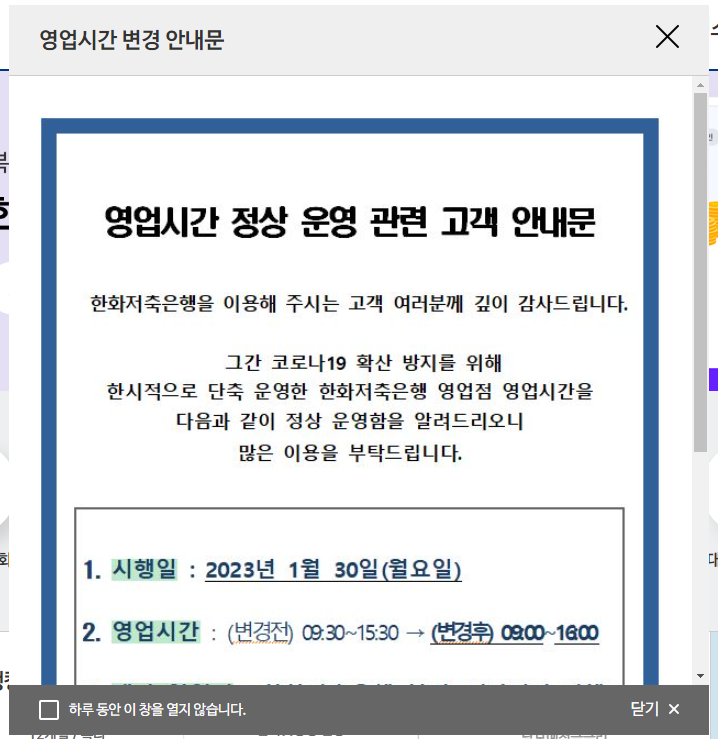 영업시간 변경 안내문
영업시간 정상 운영 관련 고객 안내문
한화저축은행을 이용해 주시는 고객 여러분께 깊이 감사드립니다.
그간 코로나19 확산 방지를 위해
한시적으로 단축 운영한 한화저축은행 영업점 영업시간을
다음과 같이 정상 운영함을 알려드리오니
많은 이용을 부탁드립니다.
1. 시행일 : 2023년 1월 30일(월요일)
2. 영업시간 : (변경전) 09:30~15:30 → (변경후) 09:00~16:00
하루 동안 이 창을 열지 않습니다.
닫기 ×